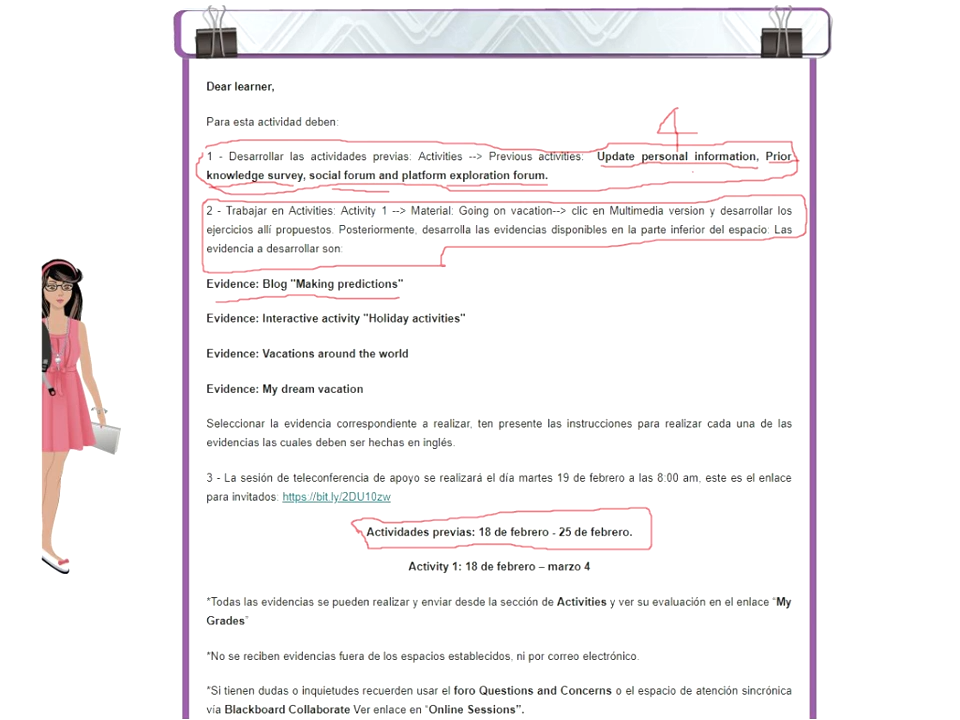 Dear learner,
Para esta actividad deben:
4
1 - Desarrollar las actividades previas: Activities --> Previous activities: Update personal information, Prior
knowledge survey, social forum and platform exploration forum.
2 - Trabajar en Activities: Activity 1 --> Material: Going on vacation--> clic en Multimedia version y desarrollar los
ejercicios allí propuestos. Posteriormente, desarrolla las evidencias disponibles en la parte inferior del espacio: Las
evidencia a desarrollar son:
Evidence: Blog "Making predictions"
Evidence: Interactive activity "Holiday activities"
Evidence: Vacations around the world
Evidence: My dream vacation
Seleccionar la evidencia correspondiente a realizar, ten presente las instrucciones para realizar cada una de las
evidencias las cuales deben ser hechas en inglés.
3 - La sesión de teleconferencia de apoyo se realizará el día martes 19 de febrero a las 8:00 am, este es el enlace
para invitados: https://bit.ly/2DU10zw
Actividades previas: 18 de febrero - 25 de febrero.
Activity 1: 18 de febrero – marzo 4
*Todas las evidencias se pueden realizar y enviar desde la sección de Activities y ver su evaluación en el enlace “My
Grades”
*No se reciben evidencias fuera de los espacios establecidos, ni por correo electrónico.
*Si tienen dudas o inquietudes recuerden usar el foro Questions and Concerns o el espacio de atención sincrónica
vía Blackboard Collaborate Ver enlace en “Online Sessions”.